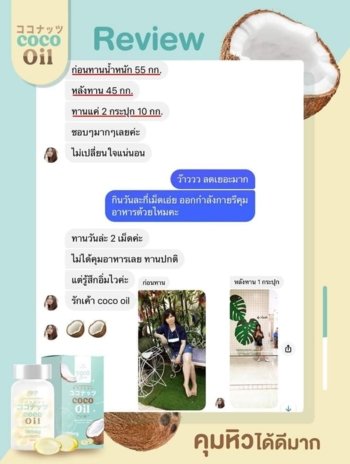 ココナッツ
coco
oil
Review
ก่อนทานน้ำหนัก 55 กก.
หลังทาน 45 กก.
ทานแค่ 2 กระปุก 10 กก.
ชอบๆมากๆเลยค่ะ
ไม่เปลี่ยนใจแน่นอน
ว้าววว ลดเยอะมาก
กินวันละกี่เม็ดเอ่ย ออกกำลังกายรึคุม
อาหารด้วยไหมคะ
ทานวันล่ะ 2 เม็ดค่ะ
ไม่ได้คุมอาหารเลย ทานปกติ
แต่รู้สึกอิ่มไวค่ะ
รักเค้า coco oil
ก่อนทาน
หลังทาน 1 กระปุก
ココナッツ
coco
oil
ココナッツ
coco
oil
คุมหิวได้ดีมาก